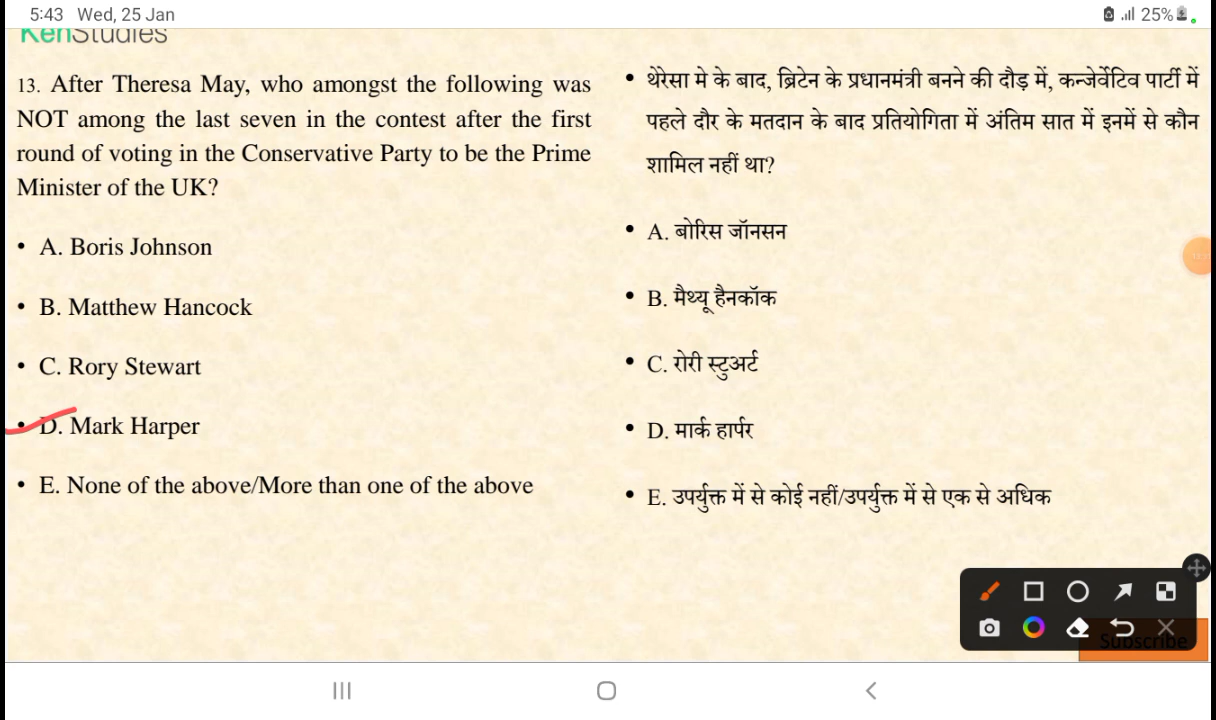 5:43 Wed, 25 Jan
25%
KenStudies
13. After Theresa May, who amongst the following was
NOT among the last seven in the contest after the first
round of voting in the Conservative Party to be the Prime
Minister of the UK?
• A. Boris Johnson
• B. Matthew Hancock
• C. Rory Stewart
• D. Mark Harper
• E. None of the above/More than one of the above
• थेरेसा मे के बाद, ब्रिटेन के प्रधानमंत्री बनने की दौड़ में, कन्जेर्वेटिव पार्टी में
पहले दौर के मतदान के बाद प्रतियोगिता में अंतिम सात में इनमें से कौन
शामिल नहीं था?
• A. बोरिस जॉनसन
• B. मैथ्यू हैनकॉक
• C. रोरी स्टुअर्ट
• D. मार्क हार्पर
• E. उपर्युक्त में से कोई नहीं/उपर्युक्त में से एक से अधिक
Subscribe